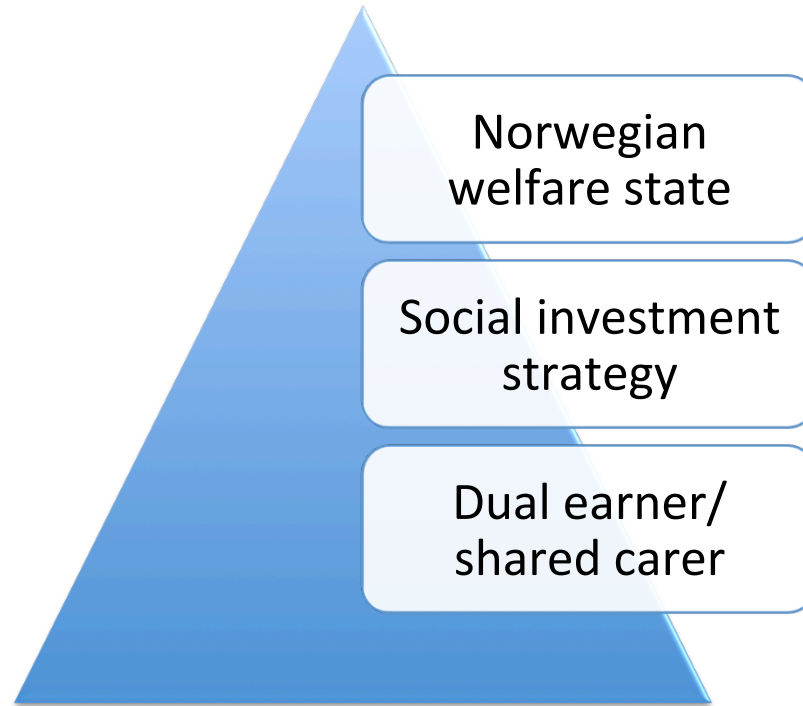 Norwegian
welfare state
Social investment
strategy
Dual earner/
shared carer